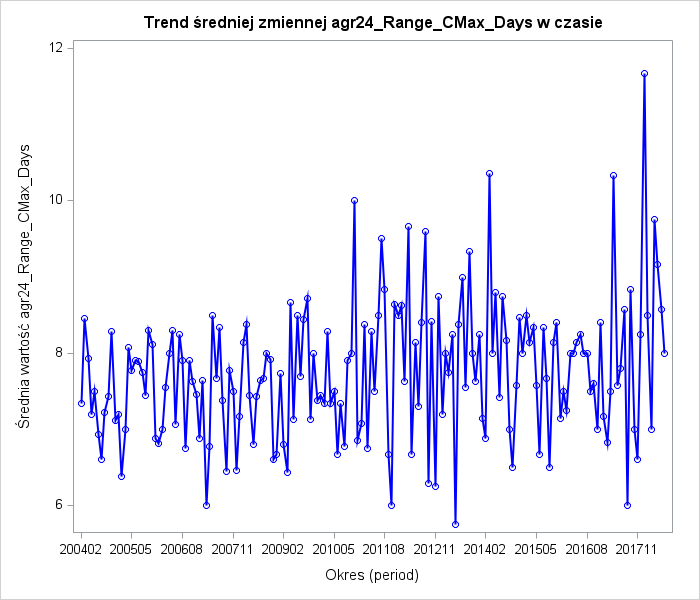 Trend średniej zmiennej agr24_Range_CMax_Days w czasie
Średnia wartość agr24_Range_CMax_Days
12
10
8
6
200402 200505 200608 200711 200902 201005 201108 201211 201402 201505 201608 201711
Okres (period)